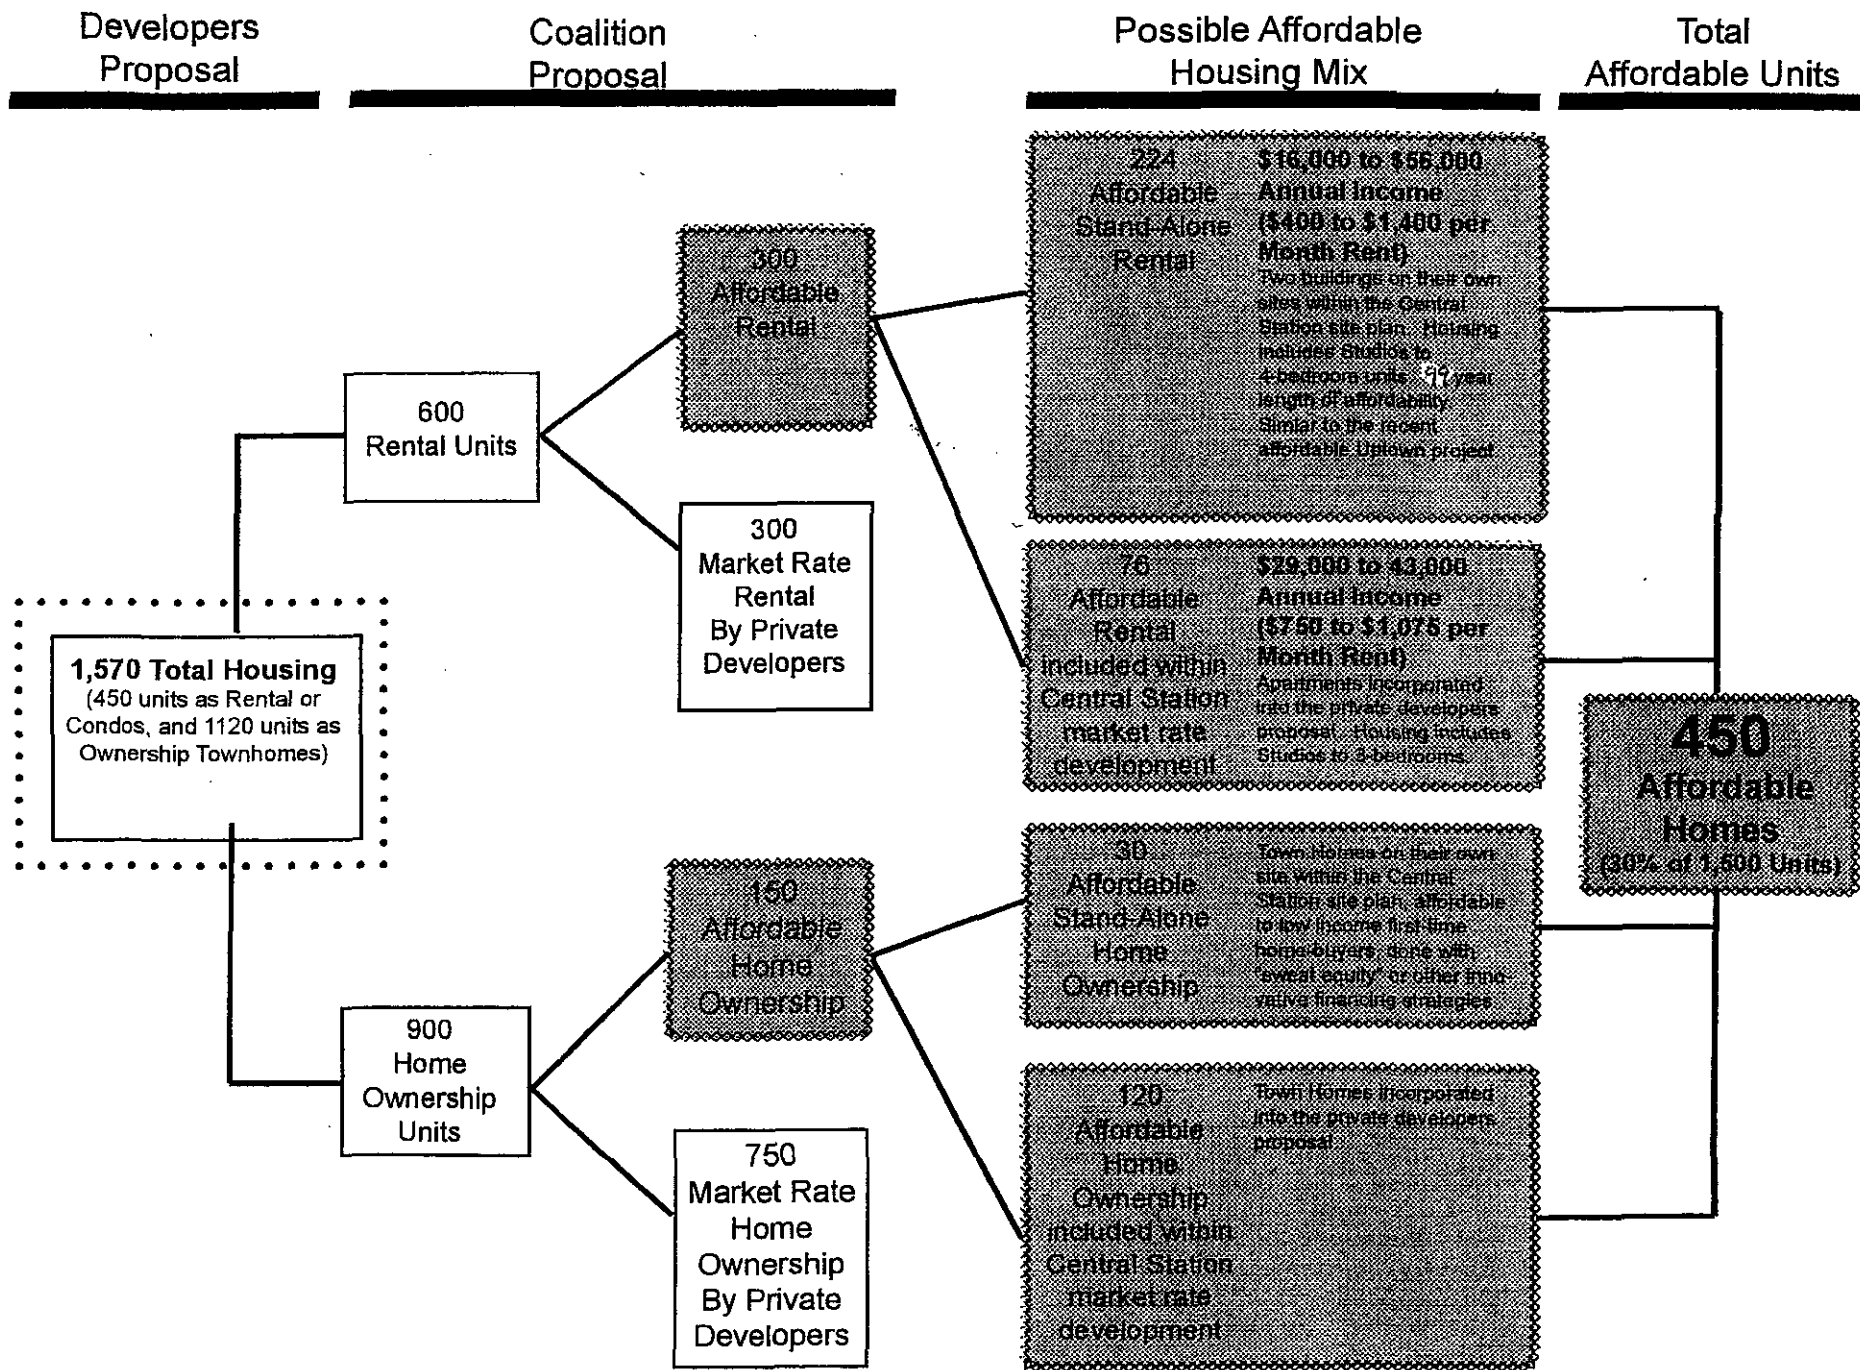 Developers
Proposal
Coalition
Proposal
Possible Affordable
Housing Mix
Total
Affordable Units
1,570 Total Housing
(450 units as Rental or
Condos, and 1120 units as
Ownership Townhomes)
600
Rental Units
900
Home
Ownership
Units
300
Affordable
Rental
300
Market Rate
Rental
By Private
Developers
150
Affordable
Home
Ownership
750
Market Rate
Home
Ownership
By Private
Developers
224
Affordable
Stand-Alone
Rental
$16,000 to $56,000
Annual Income
($400 to $1,400 per
Month Rent)
Two buildings on their own
sites within the Central
Station site plan. Housing
includes Studios to
4-bedroom units. 99 year
length of affordability.
Similar to the recent
affordable Uptown project
76
Affordable
Rental
included within
Central Station
market rate
development
$29,000 to 43,000
Annual Income
($750 to $1,075 per
Month Rent)
Apartments incorporated
into the private developers
proposal. Housing includes
Studios to 3-bedrooms.
30
Affordable
Stand-Alone
Home
Ownership
Town Homes on their own
site within the Central
Station site plan, affordable
to low income first-time
home-buyers; done with
"sweat equity" or other inno-
vative financing strategies.
120
Affordable
Home
Ownership
included within
Central Station
market rate
development
Town Homes incorporated
into the private developers
proposal.
450
Affordable
Homes
(30% of 1,500 Units)